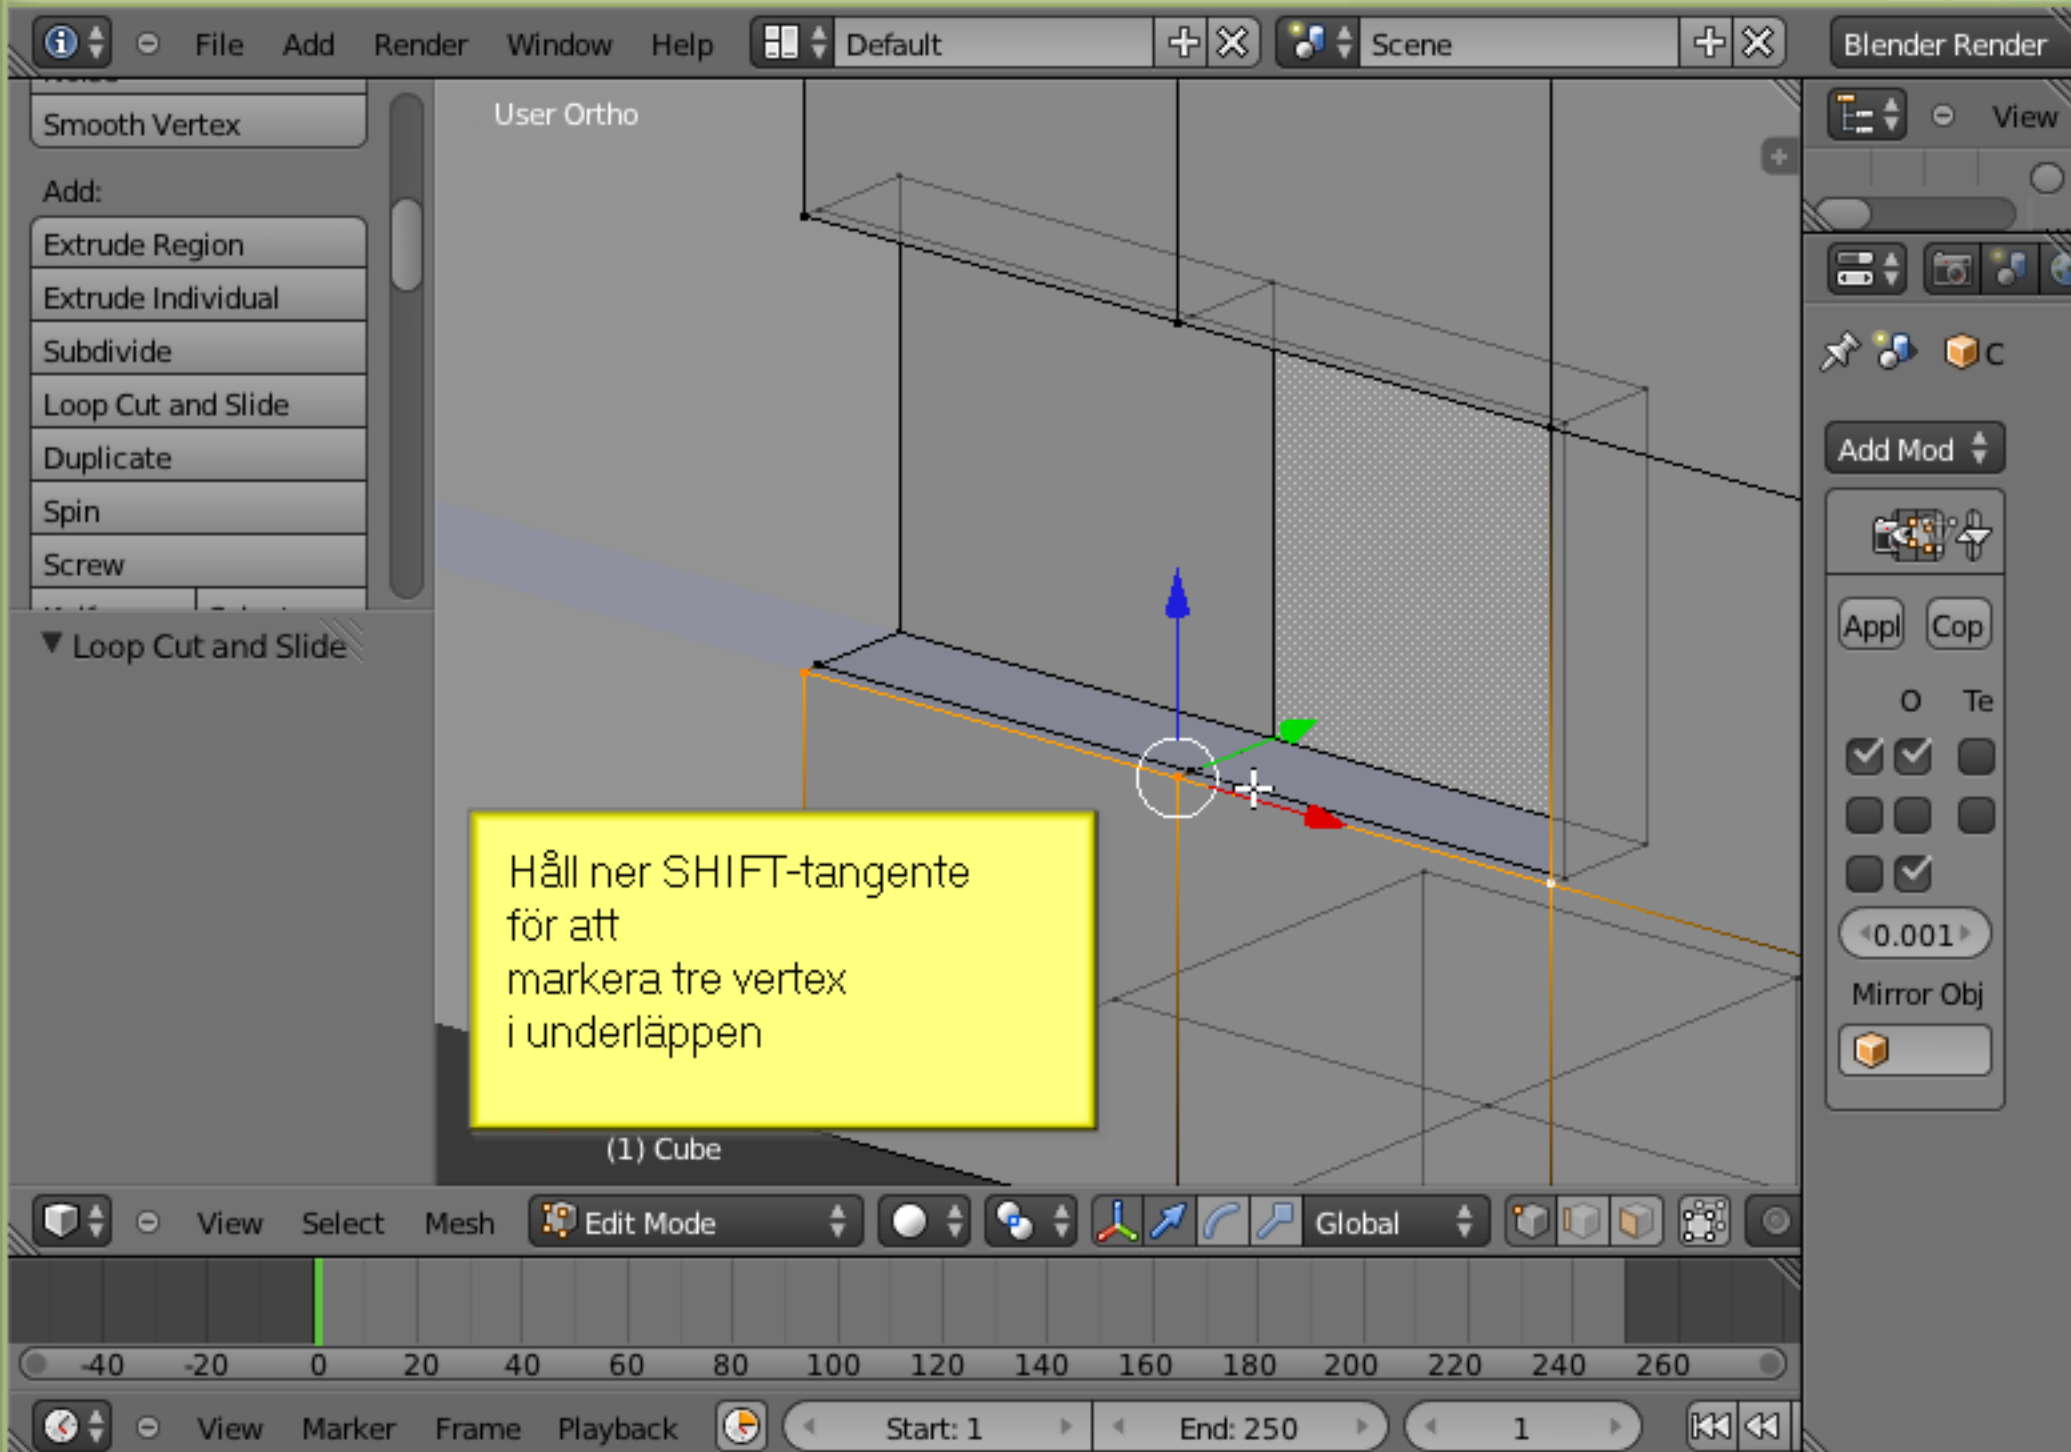 File Add Render Window Help Default Scene Blender Render
Smooth Vertex
Add:
Extrude Region
Extrude Individual
Subdivide
Loop Cut and Slide
Duplicate
Spin
Screw
Loop Cut and Slide
User Ortho
Håll ner SHIFT-tangente
för att
markera tre vertex
i underläppen
(1) Cube
View
C
Add Mod
Appl Cop
O Te
0.001
Mirror Obj
View Select Mesh Edit Mode Global
-40 -20 0 20 40 60 80 100 120 140 160 180 200 220 240 260
View Marker Frame Playback Start: 1 End: 250 1